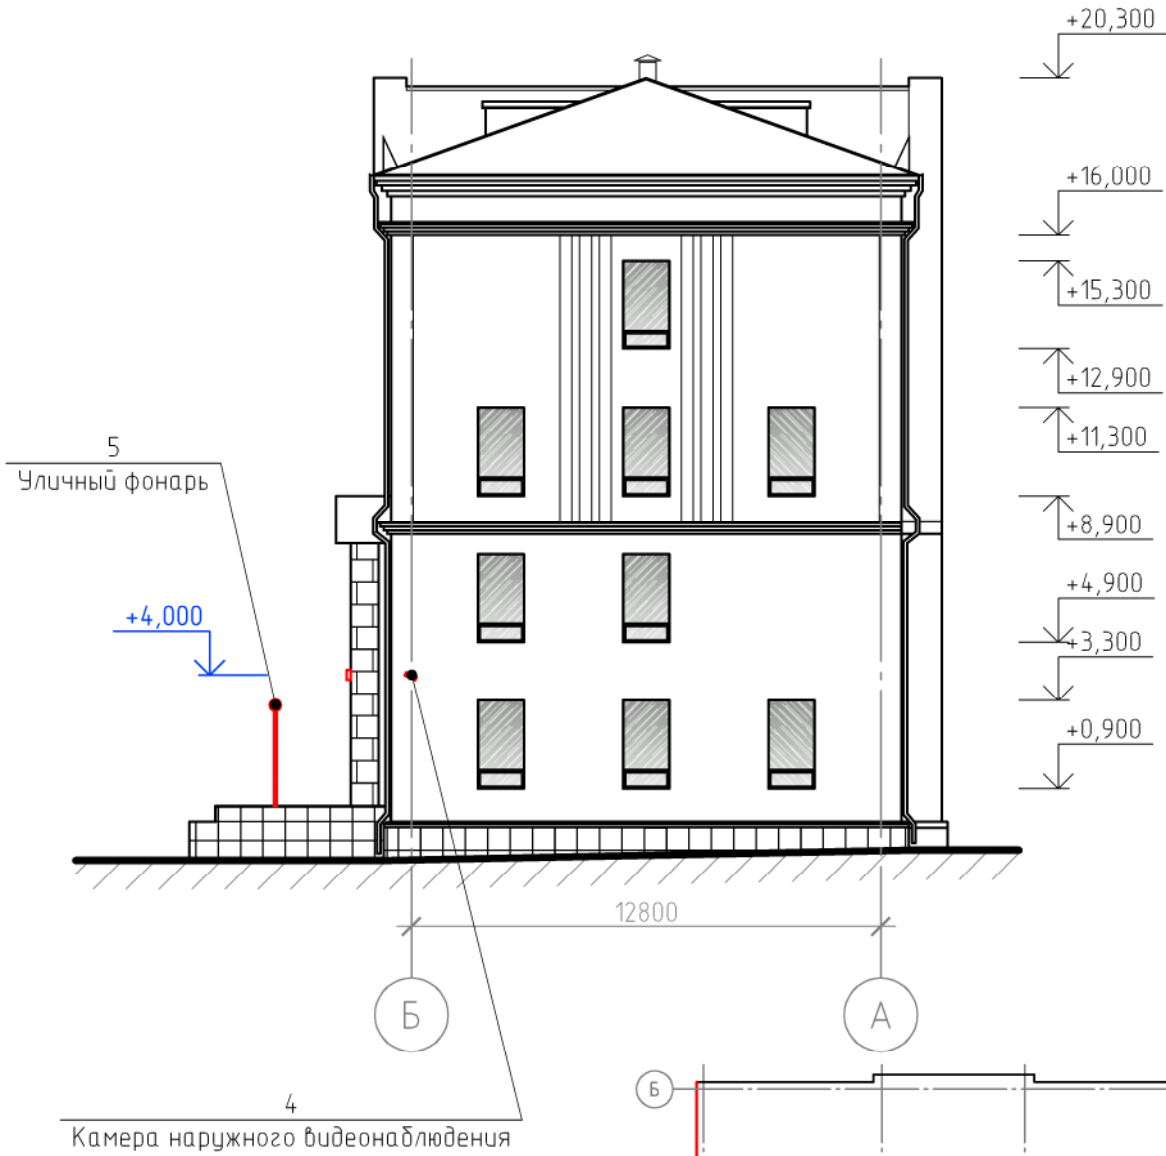 +20,300
+16,000
+15,300
+12,900
+11,300
5
Уличный фонарь
+8,900
+4,900
+4,000
+3,300
+0,900
12800
Б
А
Б
4
Камера наружного видеонаблюдения